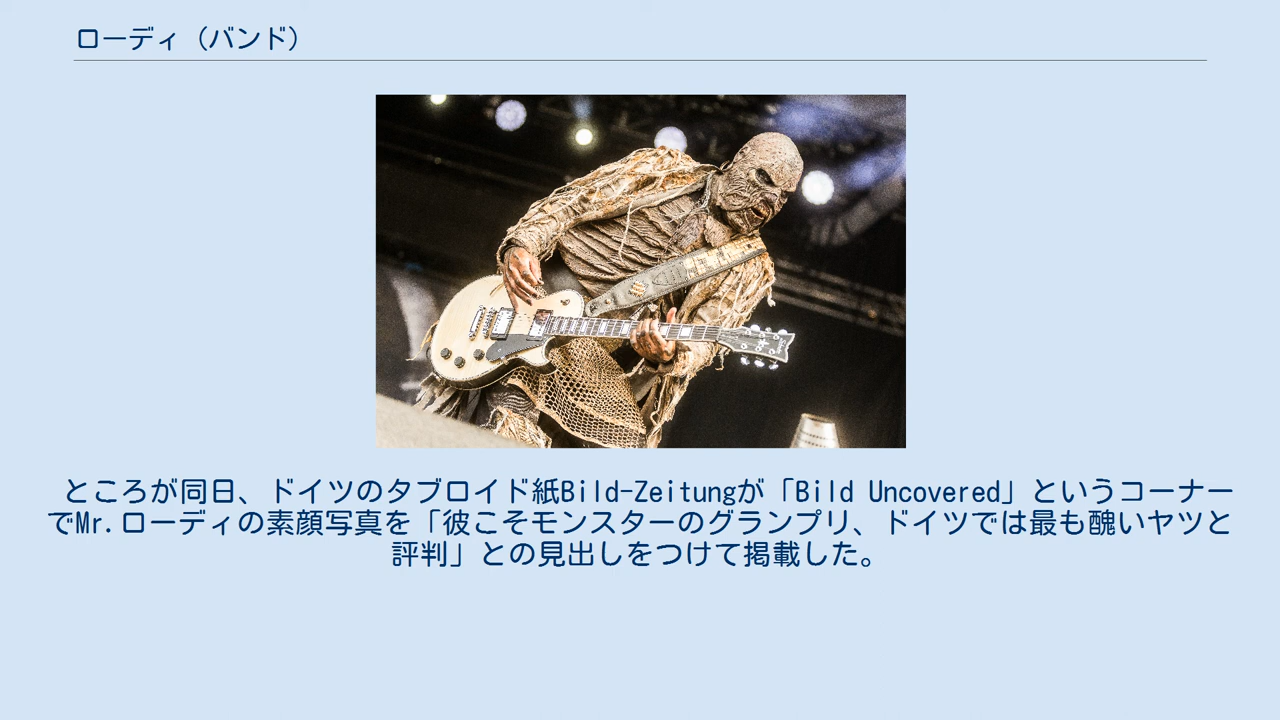 ローディ（バンド）
ところが同日、ドイツのタブロイド紙Bild-Zeitungが「Bild Uncovered」というコーナー
でMr.ローディの素顔写真を「彼こそモンスターのグランプリ、ドイツでは最も醜いヤツと
評判」との見出しをつけて掲載した。